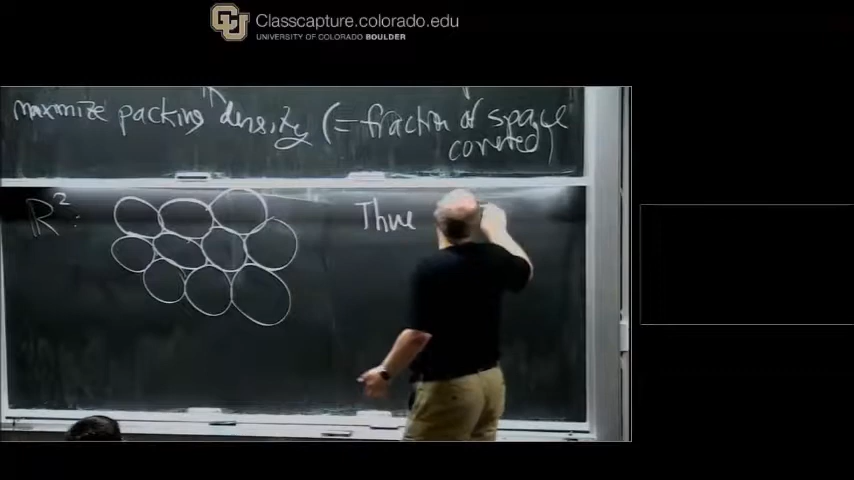 Classcapture.colorado.edu
UNIVERSITY OF COLORADO BOULDER
maximize packing density (= fraction of space
covered)
R²:
Thue